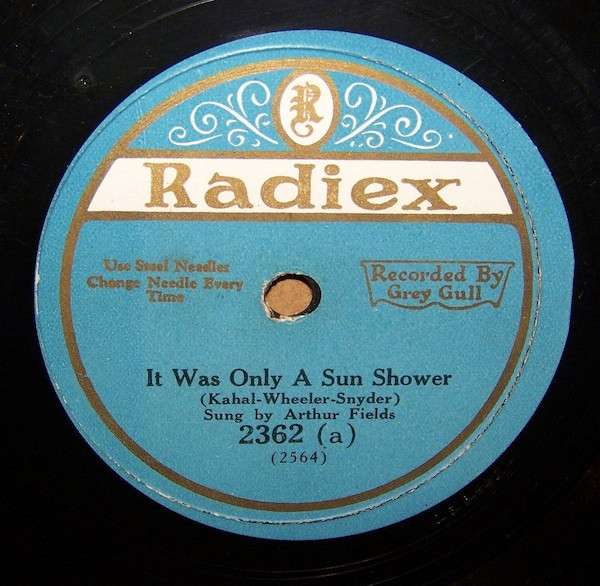 R
Radiex
Use Steel Needles
Change Needle Every
Time
Recorded By
Grey Gull
It Was Only A Sun Shower
(Kahal-Wheeler-Snyder)
Sung by Arthur Fields
2362 (a)
(2564)